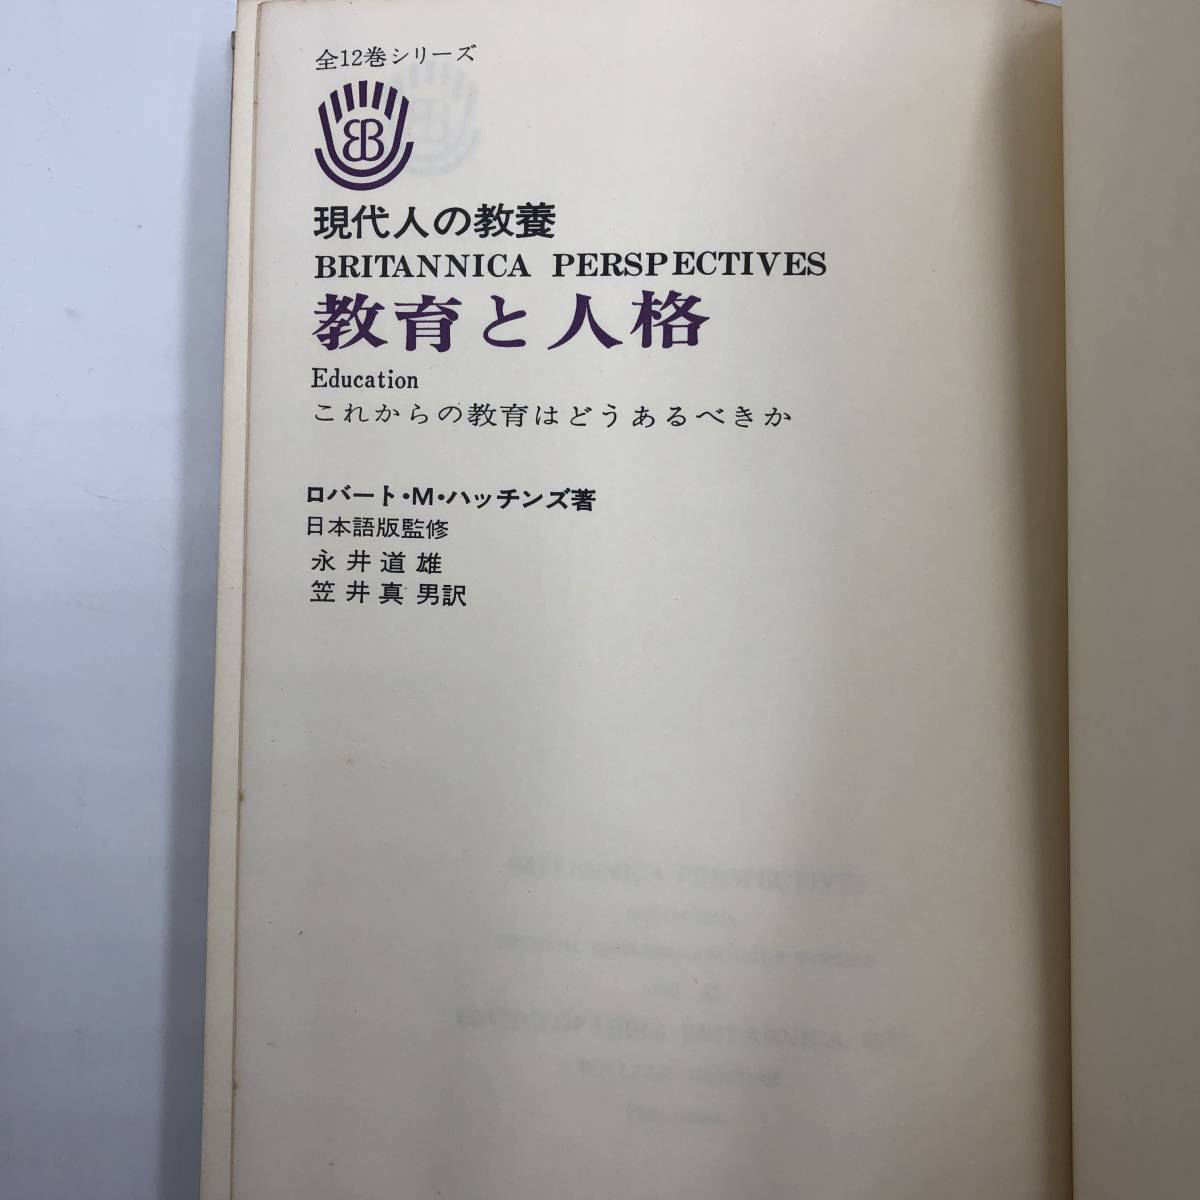 全12巻シリーズ
現代人の教養
BRITANNICA PERSPECTIVES
教育と人格
Education
これからの教育はどうあるべきか
ロバート・M・ハッチンズ著
日本語版監修
永井道雄
笠井真男訳